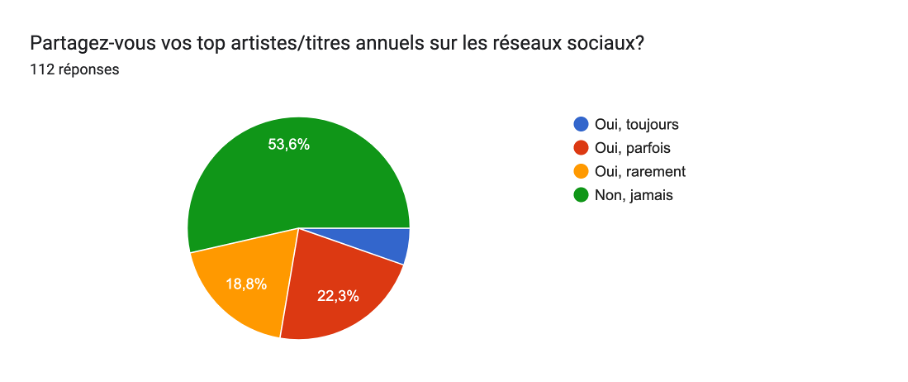 Partagez-vous vos top artistes/titres annuels sur les réseaux sociaux?
112 réponses
53,6%
18,8%
22,3%
Oui, toujours
Oui, parfois
Oui, rarement
Non, jamais